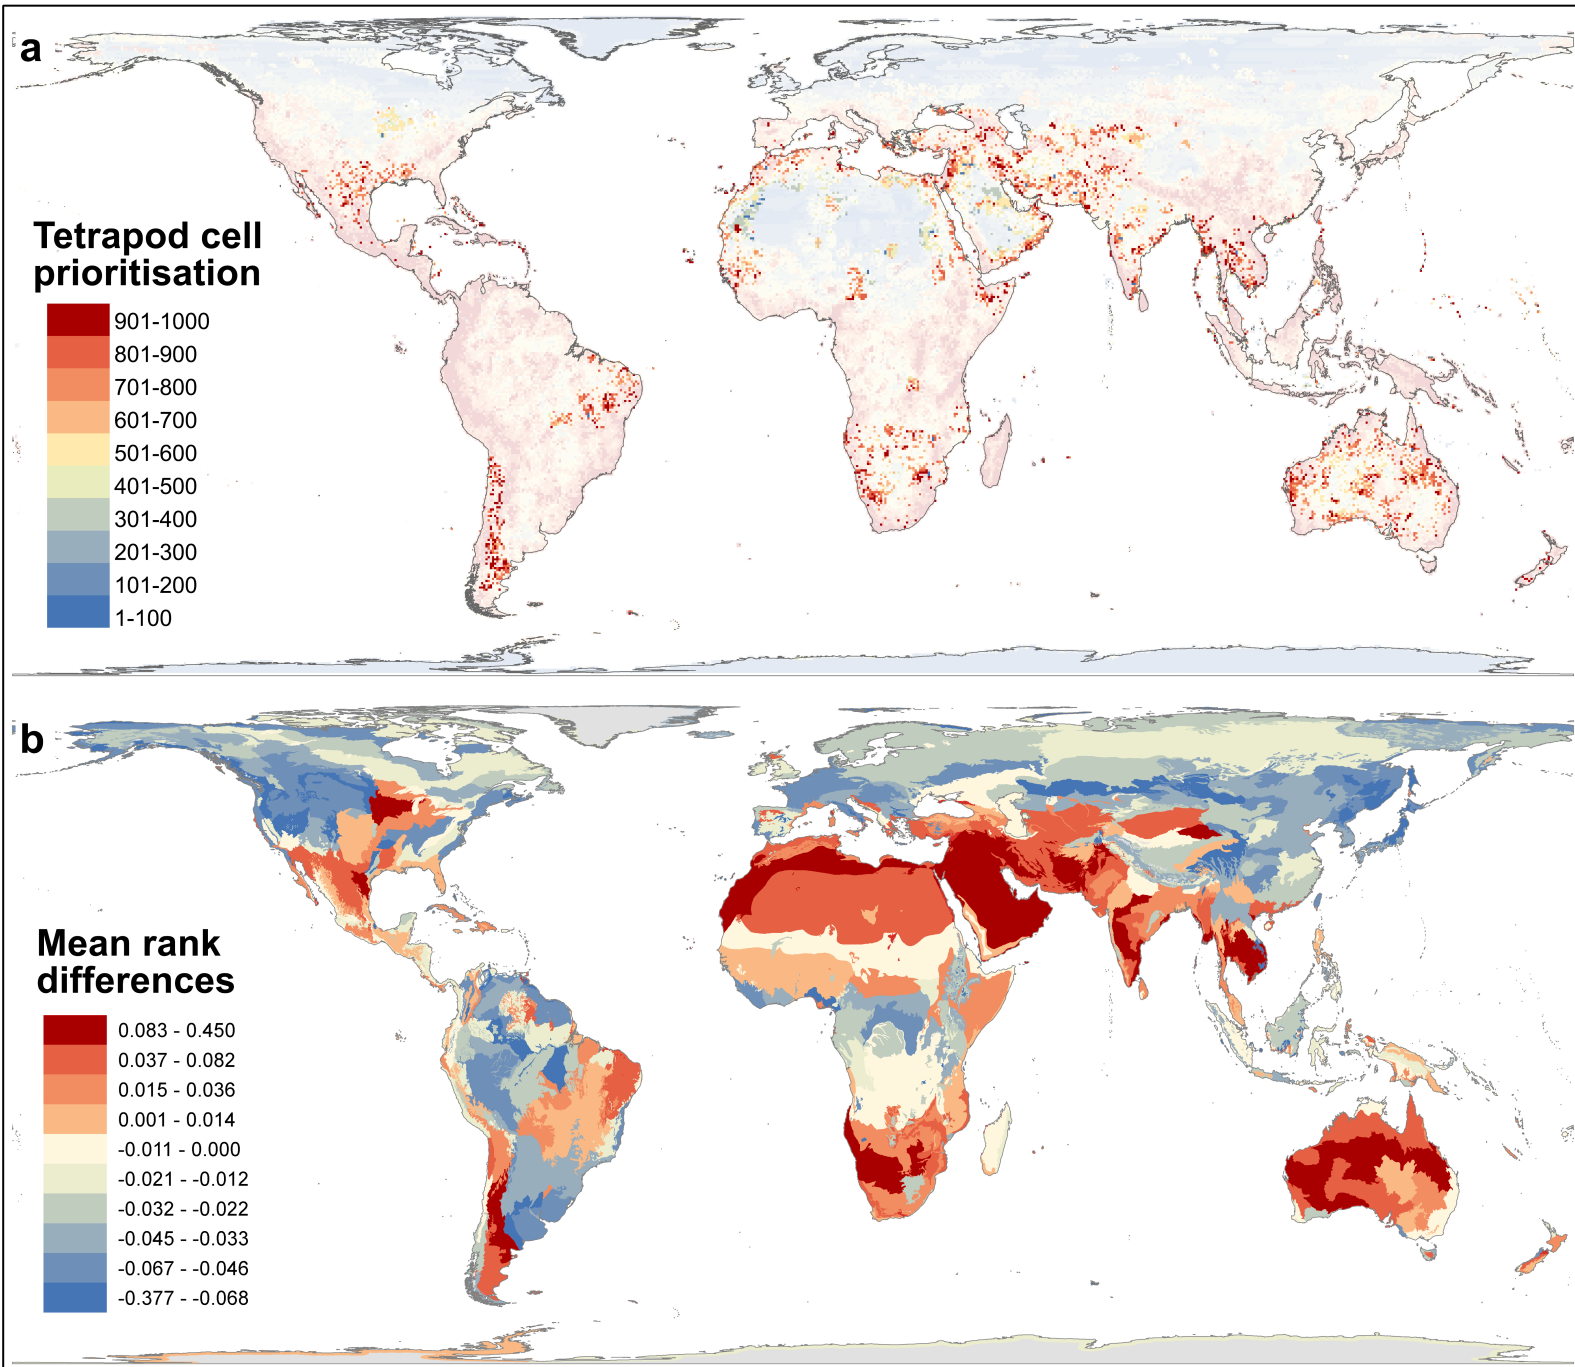 a
Tetrapod cell
prioritisation
901-1000
801-900
701-800
601-700
501-600
401-500
301-400
201-300
101-200
1-100
b
Mean rank
differences
0.083 - 0.450
0.037 - 0.082
0.015 - 0.036
0.001 - 0.014
-0.011 - 0.000
-0.021 - -0.012
-0.032 - -0.022
-0.045 - -0.033
-0.067 - -0.046
-0.377 - -0.068